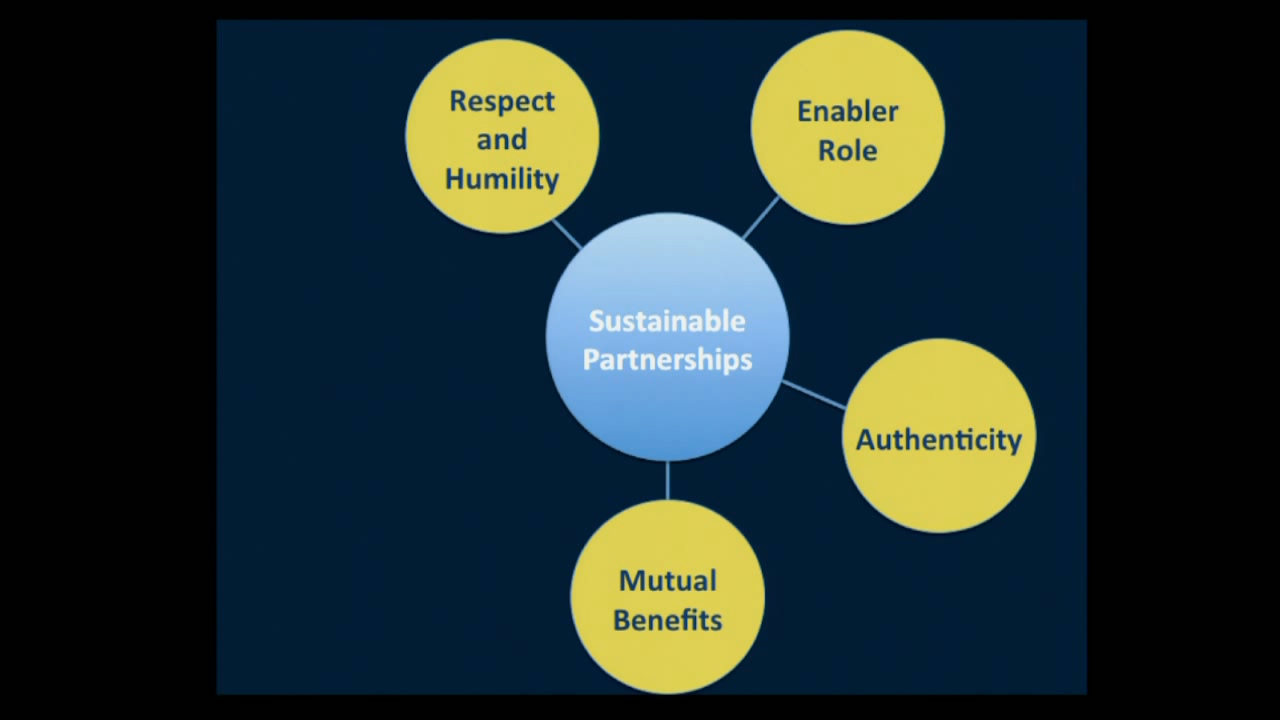 Respect
and
Humility
Enabler
Role
Sustainable
Partnerships
Authenticity
Mutual
Benefits